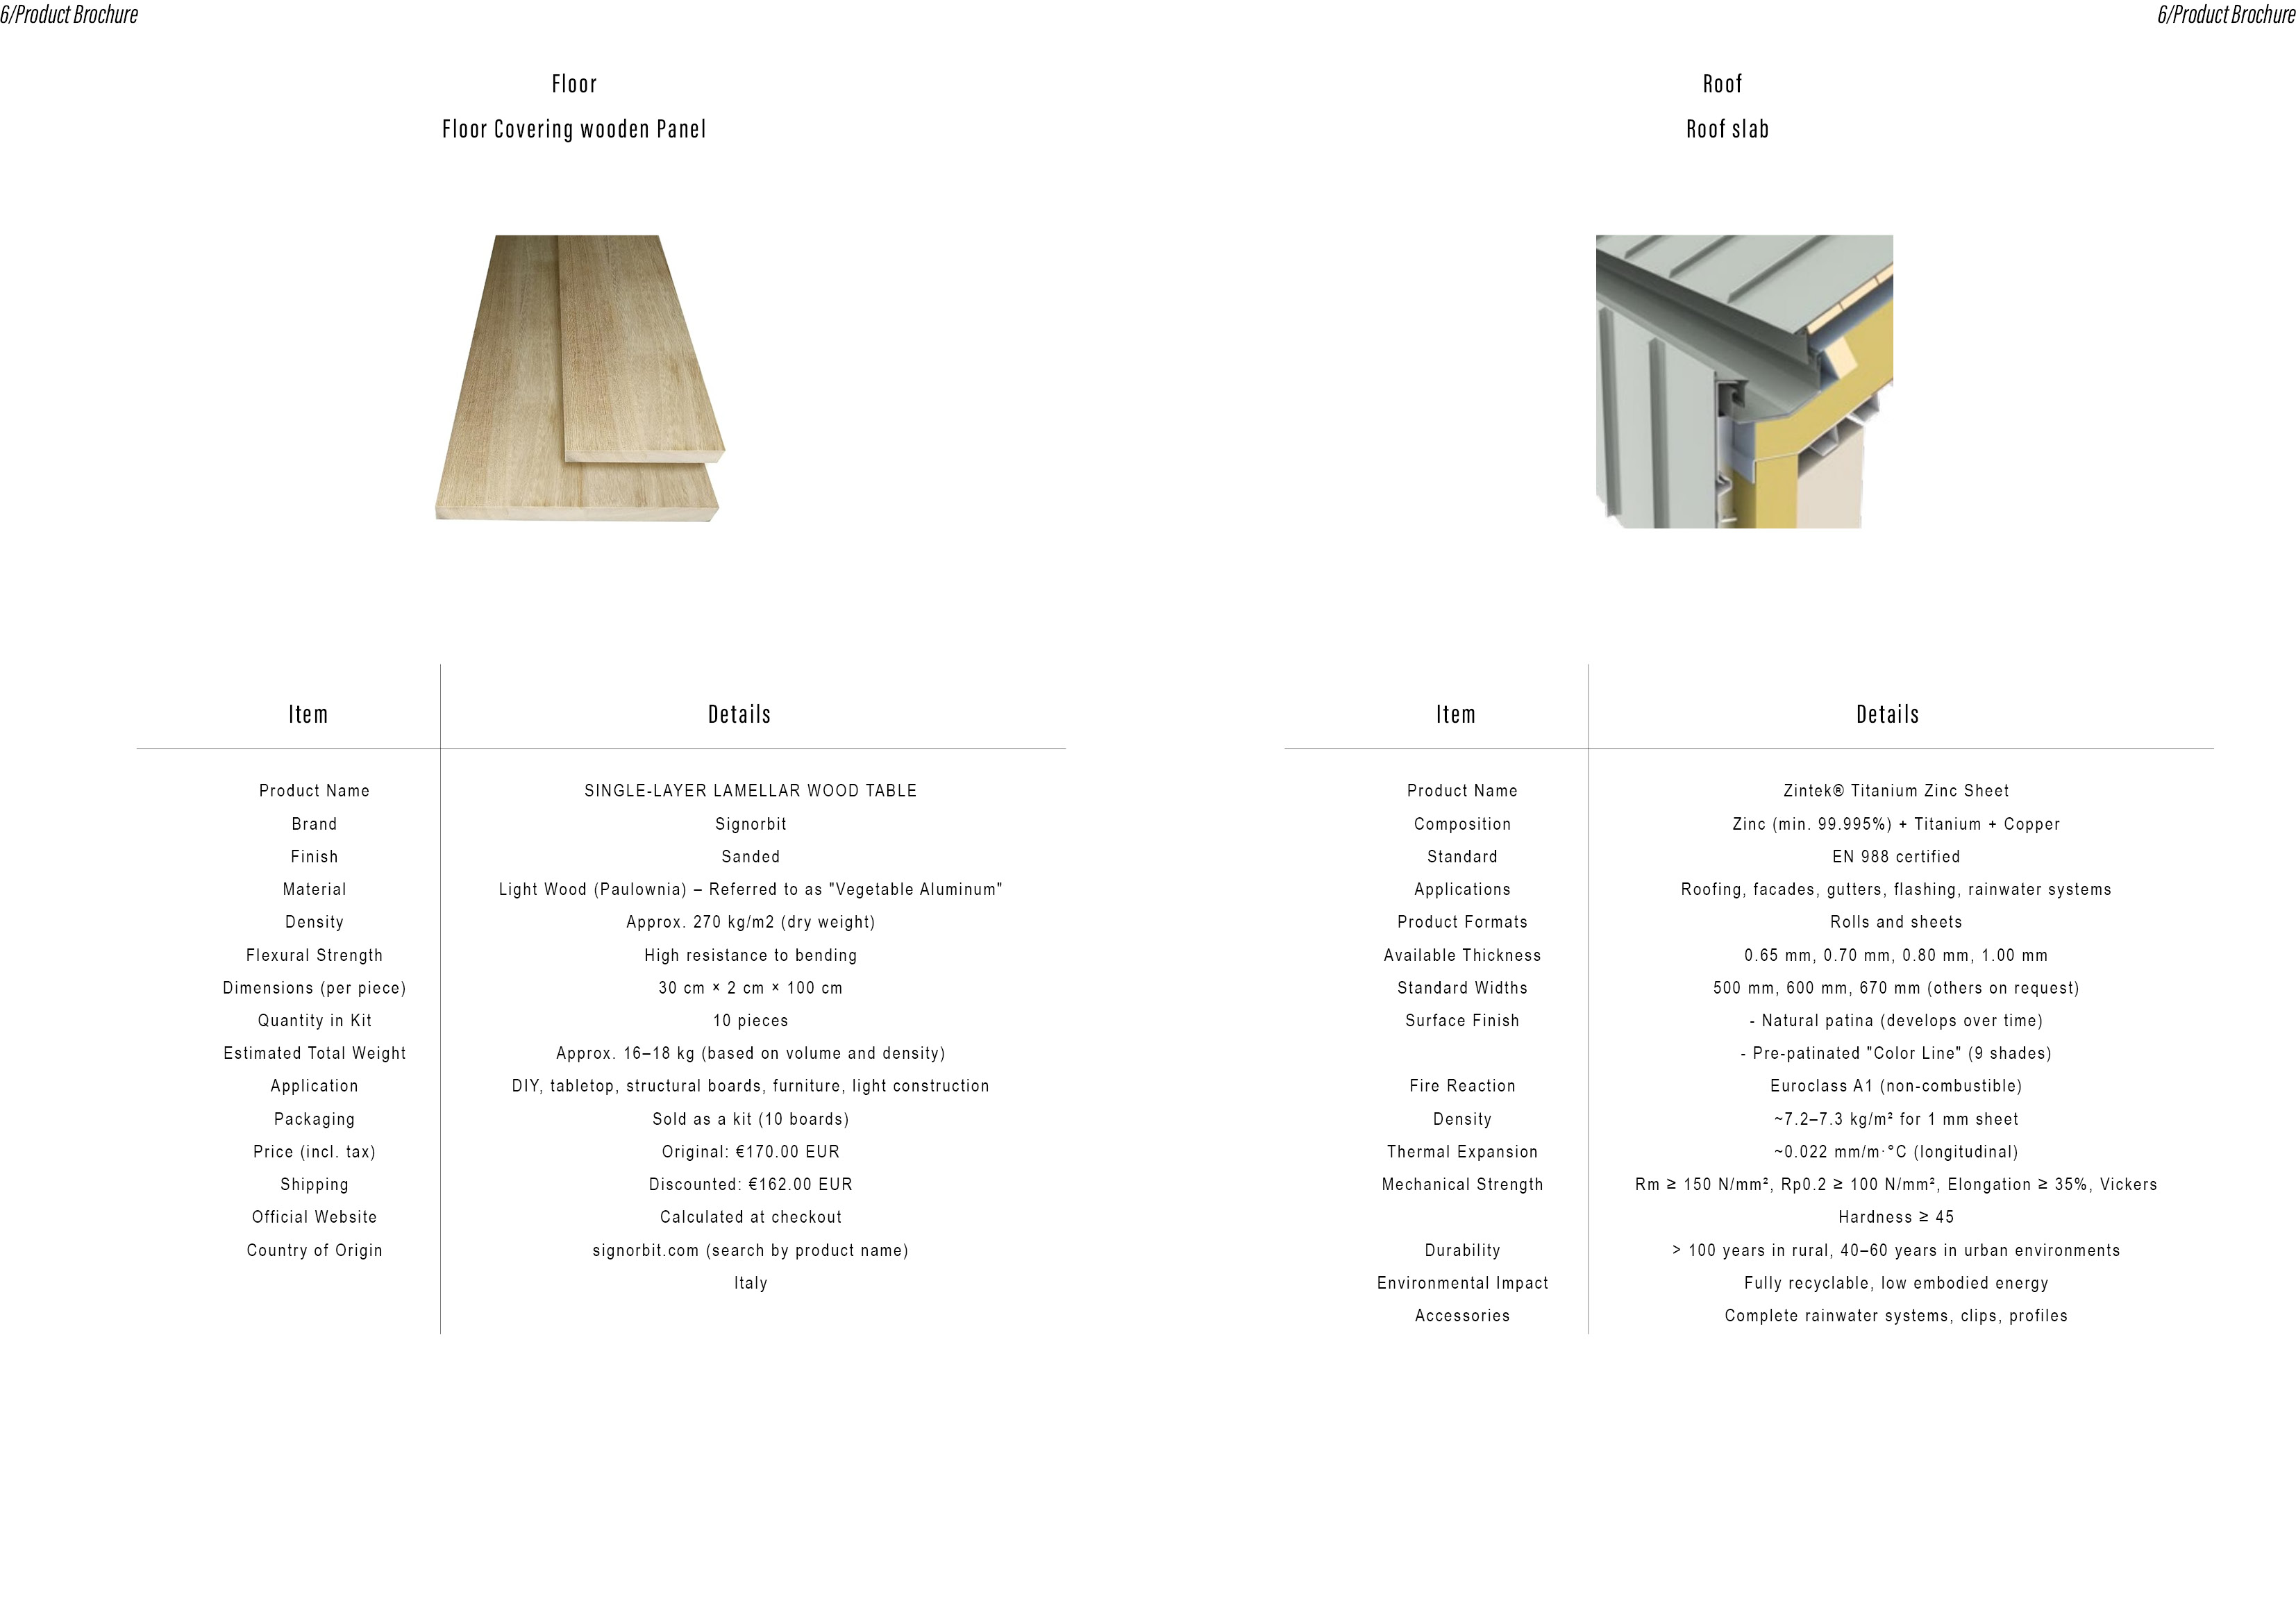 6/Product Brochure
6/Product Brochure
Floor
Floor Covering wooden Panel
Item Details
Product Name SINGLE-LAYER LAMELLAR WOOD TABLE
Brand Signorbit
Finish Sanded
Material Light Wood (Paulownia) – Referred to as "Vegetable Aluminum"
Density Approx. 270 kg/m2 (dry weight)
Flexural Strength High resistance to bending
Dimensions (per piece) 30 cm × 2 cm × 100 cm
Quantity in Kit 10 pieces
Estimated Total Weight Approx. 16–18 kg (based on volume and density)
Application DIY, tabletop, structural boards, furniture, light construction
Packaging Sold as a kit (10 boards)
Price (incl. tax) Original: €170.00 EUR
Shipping Discounted: €162.00 EUR
Official Website Calculated at checkout
Country of Origin signorbit.com (search by product name)
Italy
Roof
Roof slab
Item Details
Product Name Zintek® Titanium Zinc Sheet
Composition Zinc (min. 99.995%) + Titanium + Copper
Standard EN 988 certified
Applications Roofing, facades, gutters, flashing, rainwater systems
Product Formats Rolls and sheets
Available Thickness 0.65 mm, 0.70 mm, 0.80 mm, 1.00 mm
Standard Widths 500 mm, 600 mm, 670 mm (others on request)
Surface Finish - Natural patina (develops over time)
- Pre-patinated "Color Line" (9 shades)
Fire Reaction Euroclass A1 (non-combustible)
Density ~7.2–7.3 kg/m² for 1 mm sheet
Thermal Expansion ~0.022 mm/m·°C (longitudinal)
Mechanical Strength Rm ≥ 150 N/mm², Rp0.2 ≥ 100 N/mm², Elongation ≥ 35%, Vickers
Hardness ≥ 45
Durability > 100 years in rural, 40–60 years in urban environments
Environmental Impact Fully recyclable, low embodied energy
Accessories Complete rainwater systems, clips, profiles